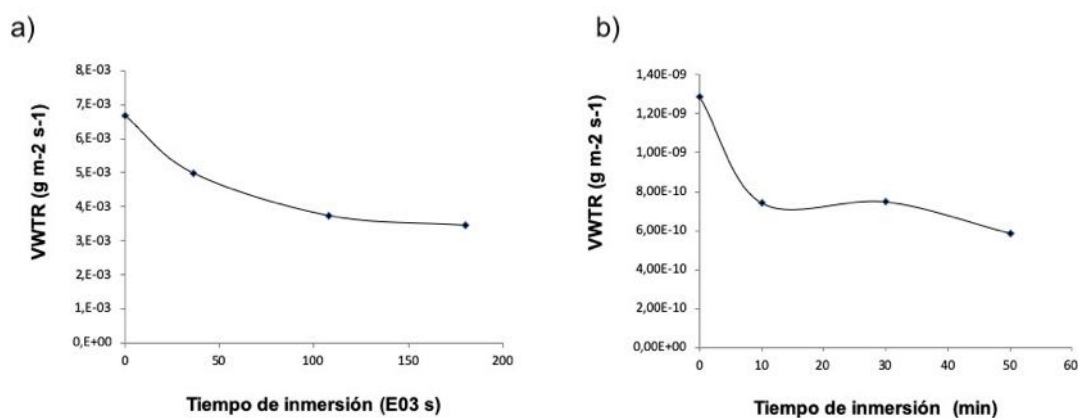 a)
VWTR (g m-2 s-1)
8,E-03
7,E-03
6,E-03
5,E-03
4,E-03
3,E-03
2,E-03
1,E-03
0,E+00
0 50 100 150 200
Tiempo de inmersión (E03 s)
b)
VWTR (g m-2 s-1)
1,40E-09
1,20E-09
1,00E-09
8,00E-10
6,00E-10
4,00E-10
2,00E-10
0,00E+00
0 10 20 30 40 50 60
Tiempo de inmersión (min)